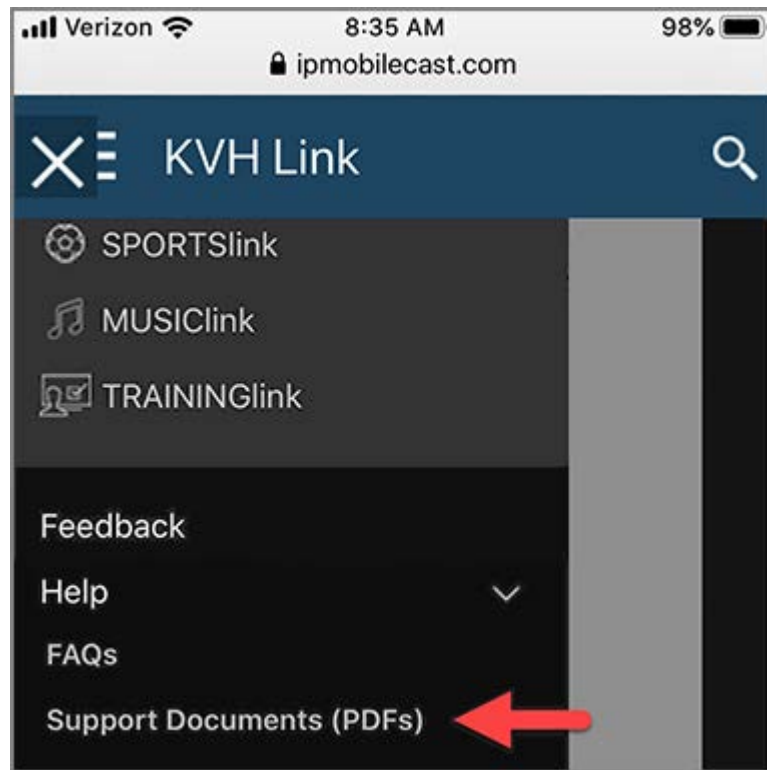 Verizon 8:35 AM 98%
ipmobilecast.com
KVH Link
SPORTSlink
MUSIClink
TRAININGlink
Feedback
Help
FAQs
Support Documents (PDFs)